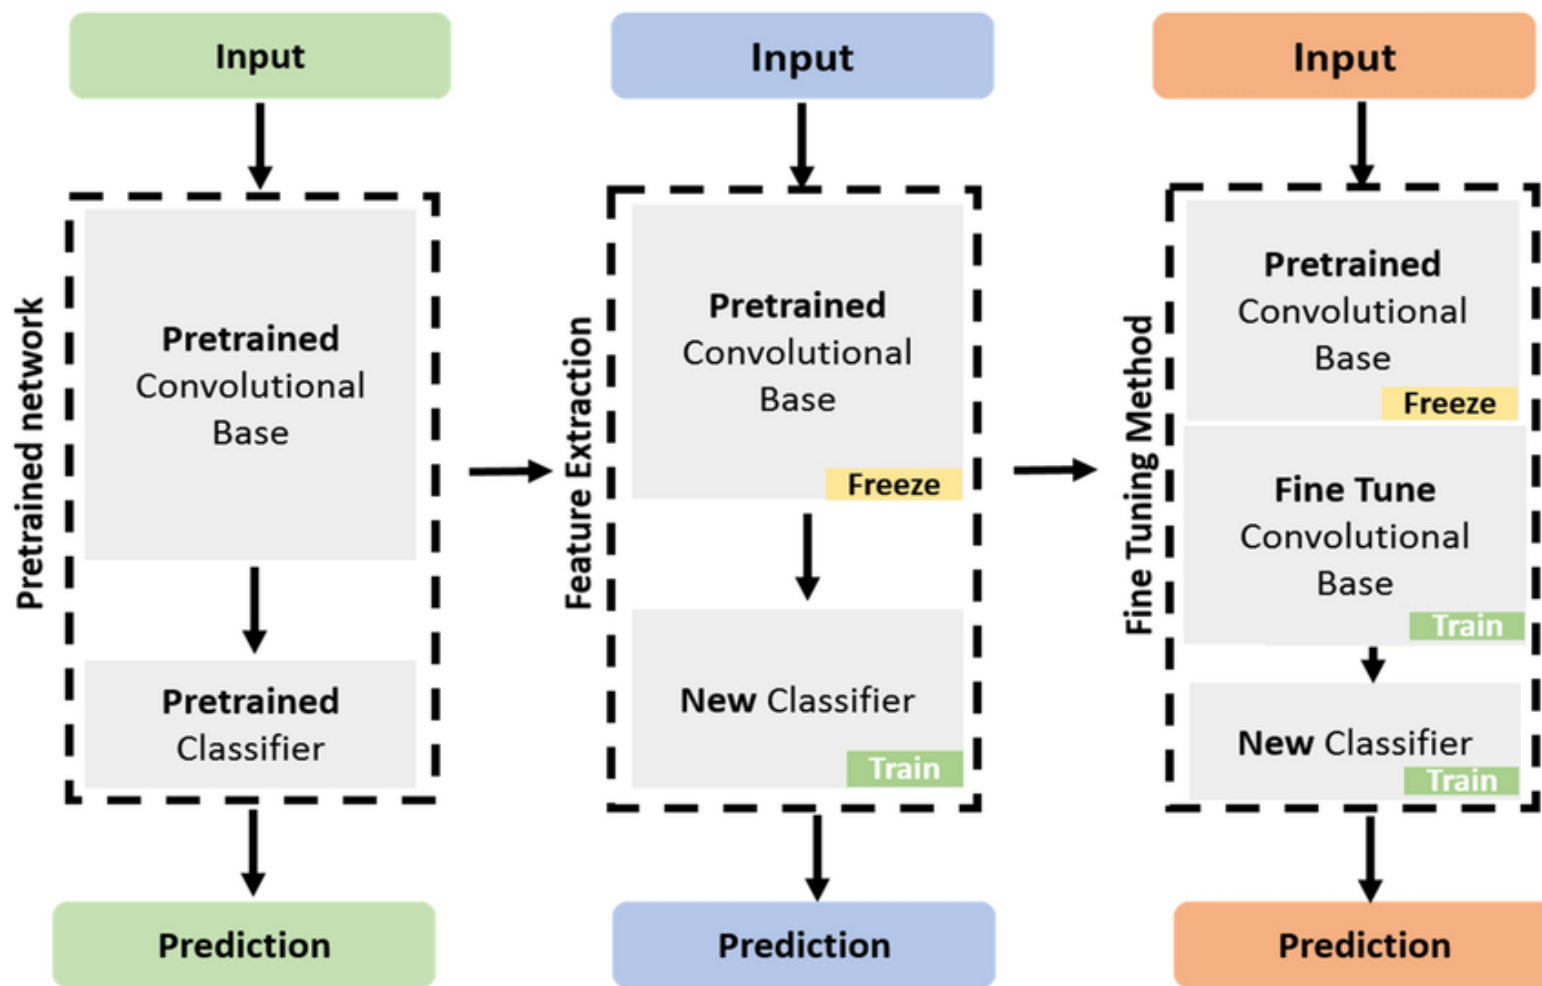 Input
Pretrained network
Pretrained
Convolutional
Base
Pretrained
Classifier
Prediction
Input
Feature Extraction
Pretrained
Convolutional
Base
Freeze
New Classifier
Train
Prediction
Input
Fine Tuning Method
Pretrained
Convolutional
Base
Freeze
Fine Tune
Convolutional
Base
Train
New Classifier
Train
Prediction